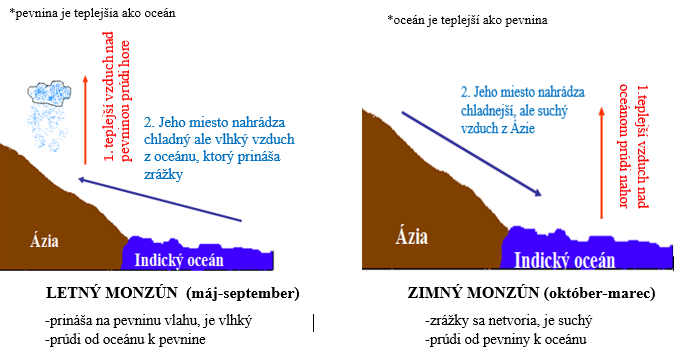 *pevnina je teplejšia ako oceán
1. teplejší vzduch nad
pevninou prúdi hore
2. Jeho miesto nahrádza
chladný ale vlhký vzduch
z oceánu, ktorý prináša
zrážky
Ázia
Indický oceán
LETNÝ MONZÚN (máj-september)
-prináša na pevninu vlahu, je vlhký
-prúdi od oceánu k pevnine
*oceán je teplejší ako pevnina
2. Jeho miesto nahrádza
chladnejší, ale suchý
vzduch z Ázie
1.teplejší vzduch nad
oceánom prúdi nahor
Ázia
Indický oceán
ZIMNÝ MONZÚN (október-marec)
-zrážky sa netvoria, je suchý
-prúdi od pevniny k oceánu